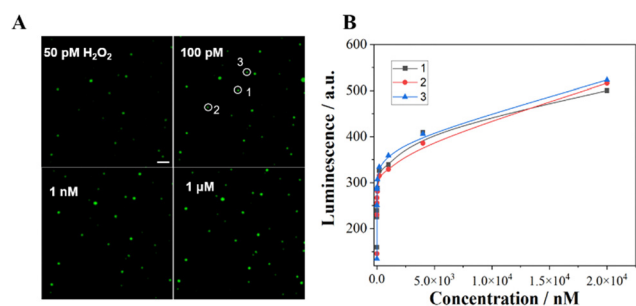 A
50 pM H₂O₂
100 pM
3
1
2
1 nM
1 µM
B
Luminescence / a.u.
600
500
400
300
200
1
2
3
0.0
5.0×10³
1.0×10⁴
1.5×10⁴
2.0×10⁴
Concentration / nM